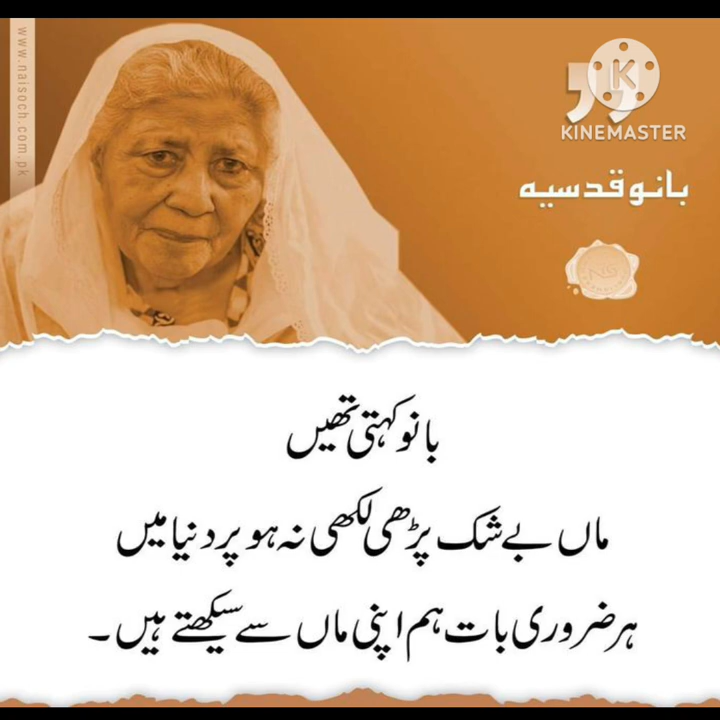 www.naisoch.com.pk
K
KINEMASTER
بانو قدسیہ
بانو کہتی تھیں
ماں بے شک پڑھی لکھی نہ ہو پر دنیا میں
ہر ضروری بات ہم اپنی ماں سے سیکھتے ہیں۔